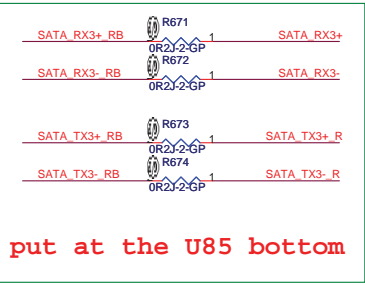 R671
SATA_RX3+_RB 1 SATA_RX3+
0R2J-2-GP
R672
SATA_RX3-_RB 1 SATA_RX3-
0R2J-2-GP
R673
SATA_TX3+_RB 1 SATA_TX3+_R
0R2J-2-GP
R674
SATA_TX3-_RB 1 SATA_TX3-_R
0R2J-2-GP
put at the U85 bottom